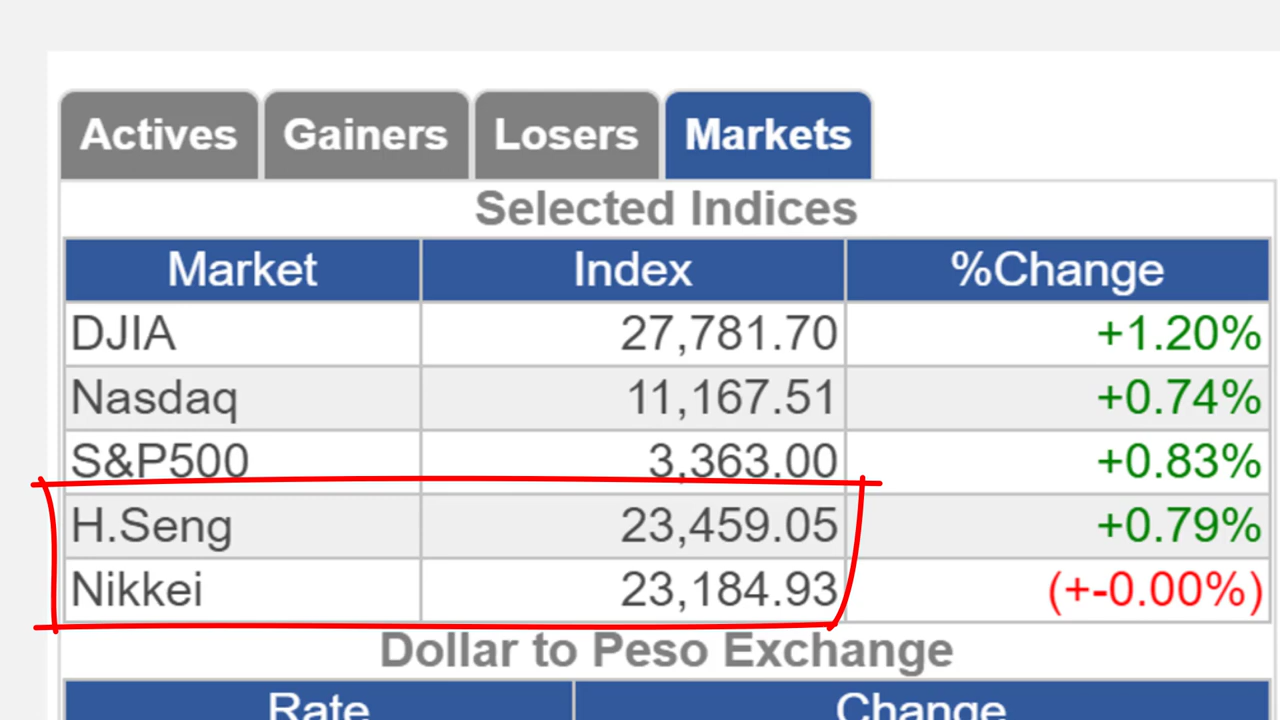 Actives Gainers Losers Markets
Selected Indices
Market Index %Change
DJIA 27,781.70 +1.20%
Nasdaq 11,167.51 +0.74%
S&P500 3,363.00 +0.83%
H.Seng 23,459.05 +0.79%
Nikkei 23,184.93 (+-0.00%)
Dollar to Peso Exchange
Rate Change